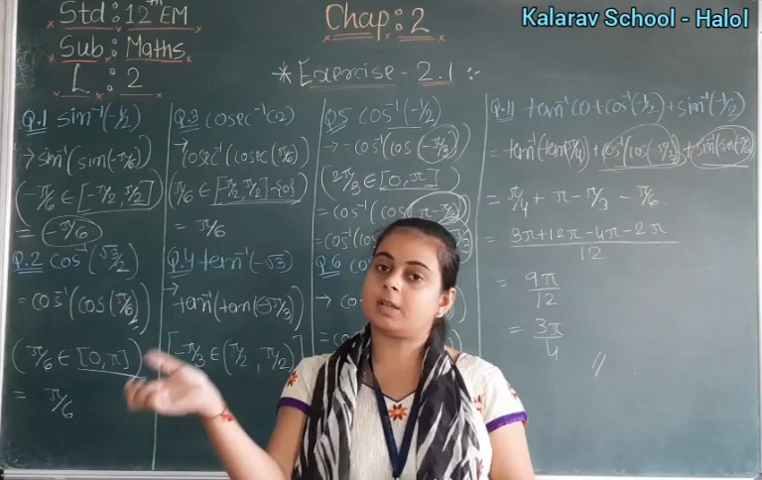 Std: 12th EM
Sub: Maths
L: 2
Chap: 2
Kalarav School - Halol
* Exercise - 2.1 :-
Q.1 sin⁻¹(-1/2)
→ sin⁻¹(sin(-π/6))
(-π/6 ∈ [-π/2, π/2])
= -π/6
Q.2 cos⁻¹(√3/2)
= cos⁻¹(cos(π/6))
(π/6 ∈ [0, π])
= π/6
Q.3 cosec⁻¹(2)
→ cosec⁻¹(cosec(π/6))
(π/6 ∈ [-π/2, π/2]-{0})
= π/6
Q.4 tan⁻¹(-√3)
→ tan⁻¹(tan(-π/3))
[-π/3 ∈ (π/2, π/2)]
Q.5 cos⁻¹(-1/2)
→ = cos⁻¹(cos(-π/3))
(2π/3 ∈ [0, π])
= cos⁻¹(cos(π-π/3))
= cos⁻¹(cos
Q.6 co
Q.11 tan⁻¹(1) + cos⁻¹(-1/2) + sin⁻¹(-1/2)
= tan⁻¹(tan π/4) + cos⁻¹(cos(-π/3)) + sin⁻¹(sin(-π/6))
= π/4 + π - π/3 - π/6
= 3π+12π-4π-2π
12
= 9π
12
= 3π
4